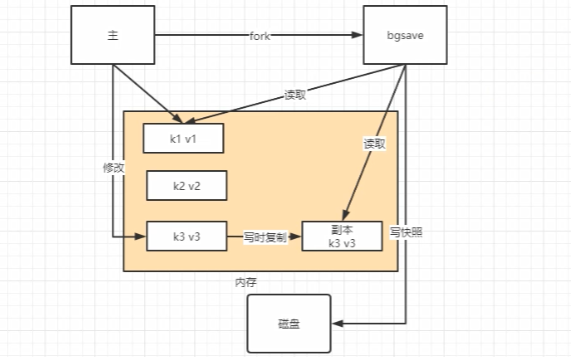 主
fork
bgsave
读取
k1 v1
读取
修改
k2 v2
k3 v3
写时复制
副本
k3 v3
写快照
内存
磁盘